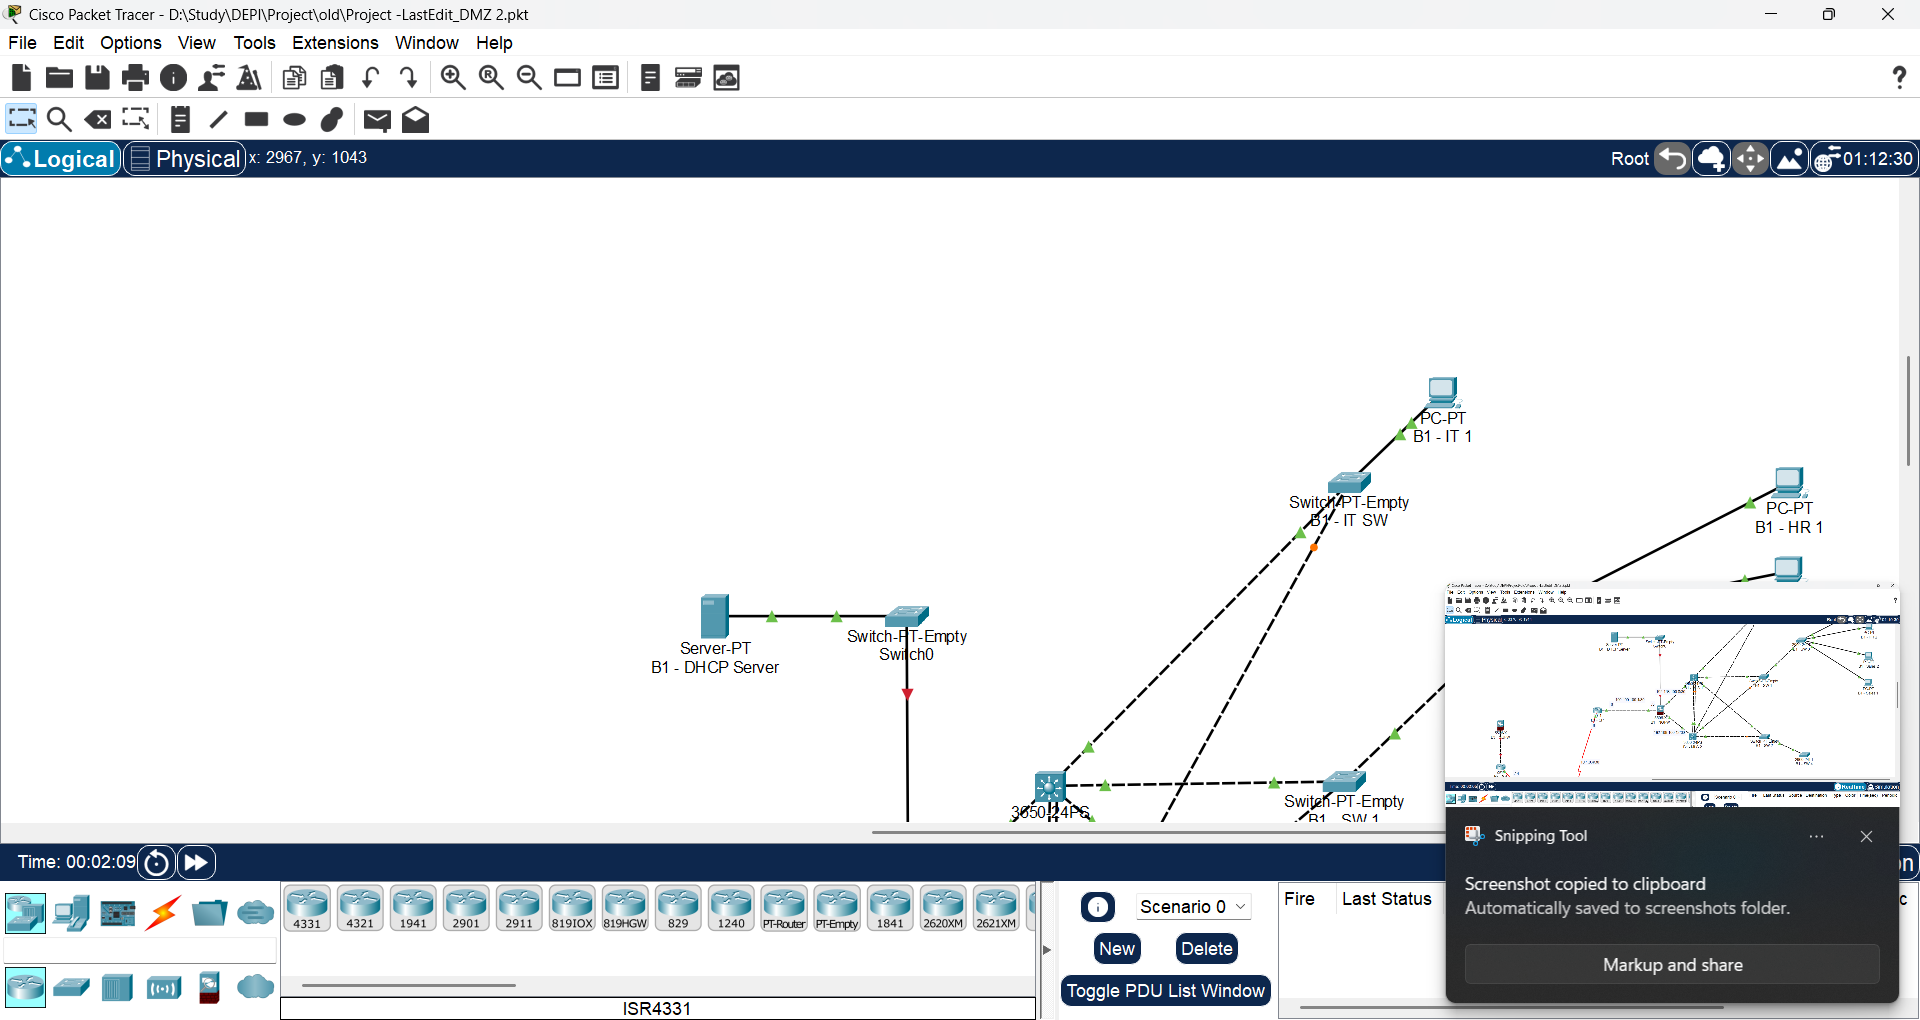 Cisco Packet Tracer - D:\Study\DEPI\Project\old\Project -LastEdit_DMZ 2.pkt
File Edit Options View Tools Extensions Window Help
Logical Physical x: 2967, y: 1043
Root 01:12:30
PC-PT
B1 - IT 1
Switch-PT-Empty
B1 - IT SW
PC-PT
B1 - HR 1
Server-PT
B1 - DHCP Server
Switch-PT-Empty
Switch0
3650-24PS
Switch-PT-Empty
B1 SW 1
Time: 00:02:09
4331 4321 1941 2901 2911 819IOX 819HGW 829 1240 PT-Router PT-Empty 1841 2620XM 2621XM
ISR4331
Scenario 0
New Delete
Toggle PDU List Window
Fire Last Status
Snipping Tool
Screenshot copied to clipboard
Automatically saved to screenshots folder.
Markup and share